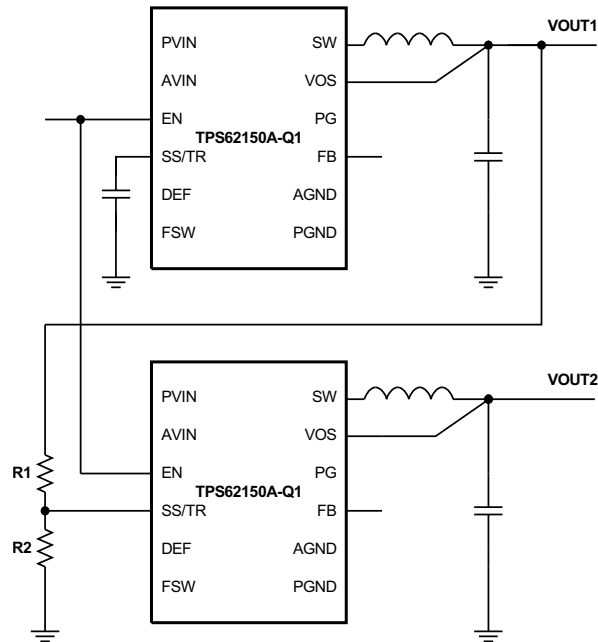 VOUT1
PVIN SW
AVIN VOS
EN PG
TPS62150A-Q1
SS/TR FB
DEF AGND
FSW PGND
VOUT2
PVIN SW
AVIN VOS
R1 EN PG
TPS62150A-Q1
SS/TR FB
R2 DEF AGND
FSW PGND